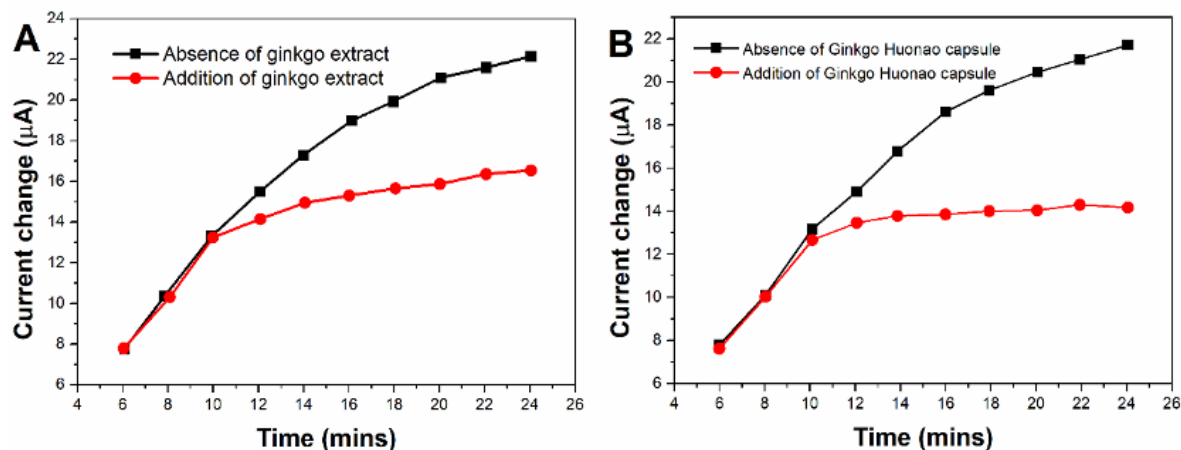 A
Absence of ginkgo extract
Addition of ginkgo extract
Current change (μA)
24
22
20
18
16
14
12
10
8
6
4 6 8 10 12 14 16 18 20 22 24 26
Time (mins)
B
Absence of Ginkgo Huonao capsule
Addition of Ginkgo Huonao capsule
Current change (μA)
22
20
18
16
14
12
10
8
6
4 6 8 10 12 14 16 18 20 22 24 26
Time (mins)